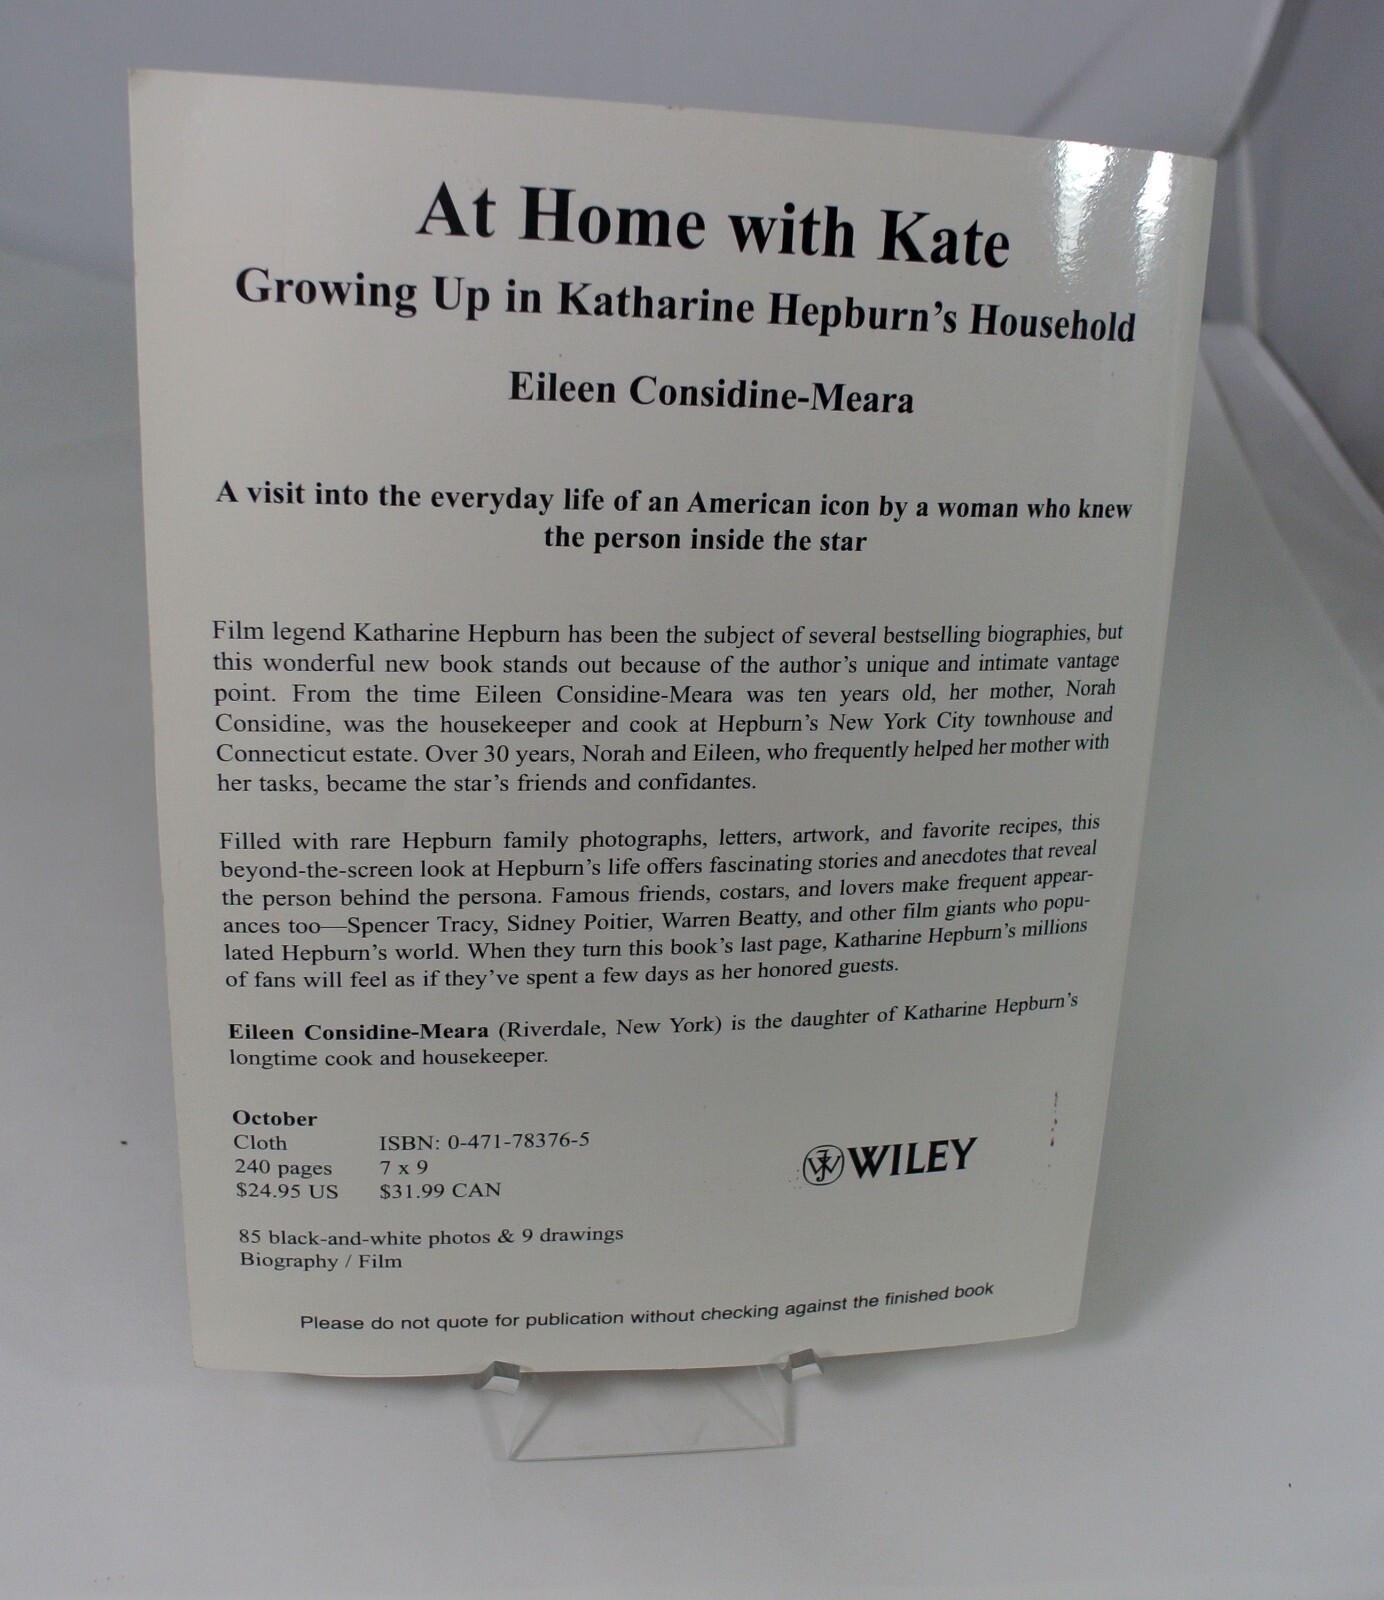 At Home with Kate
Growing Up in Katharine Hepburn's Household
Eileen Considine-Meara
A visit into the everyday life of an American icon by a woman who knew
the person inside the star
Film legend Katharine Hepburn has been the subject of several bestselling biographies, but
this wonderful new book stands out because of the author's unique and intimate vantage
point. From the time Eileen Considine-Meara was ten years old, her mother, Norah
Considine, was the housekeeper and cook at Hepburn's New York City townhouse and
Connecticut estate. Over 30 years, Norah and Eileen, who frequently helped her mother with
her tasks, became the star's friends and confidantes.
Filled with rare Hepburn family photographs, letters, artwork, and favorite recipes, this
beyond-the-screen look at Hepburn's life offers fascinating stories and anecdotes that reveal
the person behind the persona. Famous friends, costars, and lovers make frequent appear-
ances too—Spencer Tracy, Sidney Poitier, Warren Beatty, and other film giants who popu-
lated Hepburn's world. When they turn this book's last page, Katharine Hepburn's millions
of fans will feel as if they've spent a few days as her honored guests.
Eileen Considine-Meara (Riverdale, New York) is the daughter of Katharine Hepburn's
longtime cook and housekeeper.
October
Cloth ISBN: 0-471-78376-5
240 pages 7 x 9
$24.95 US $31.99 CAN
WILEY
85 black-and-white photos & 9 drawings
Biography / Film
Please do not quote for publication without checking against the finished book